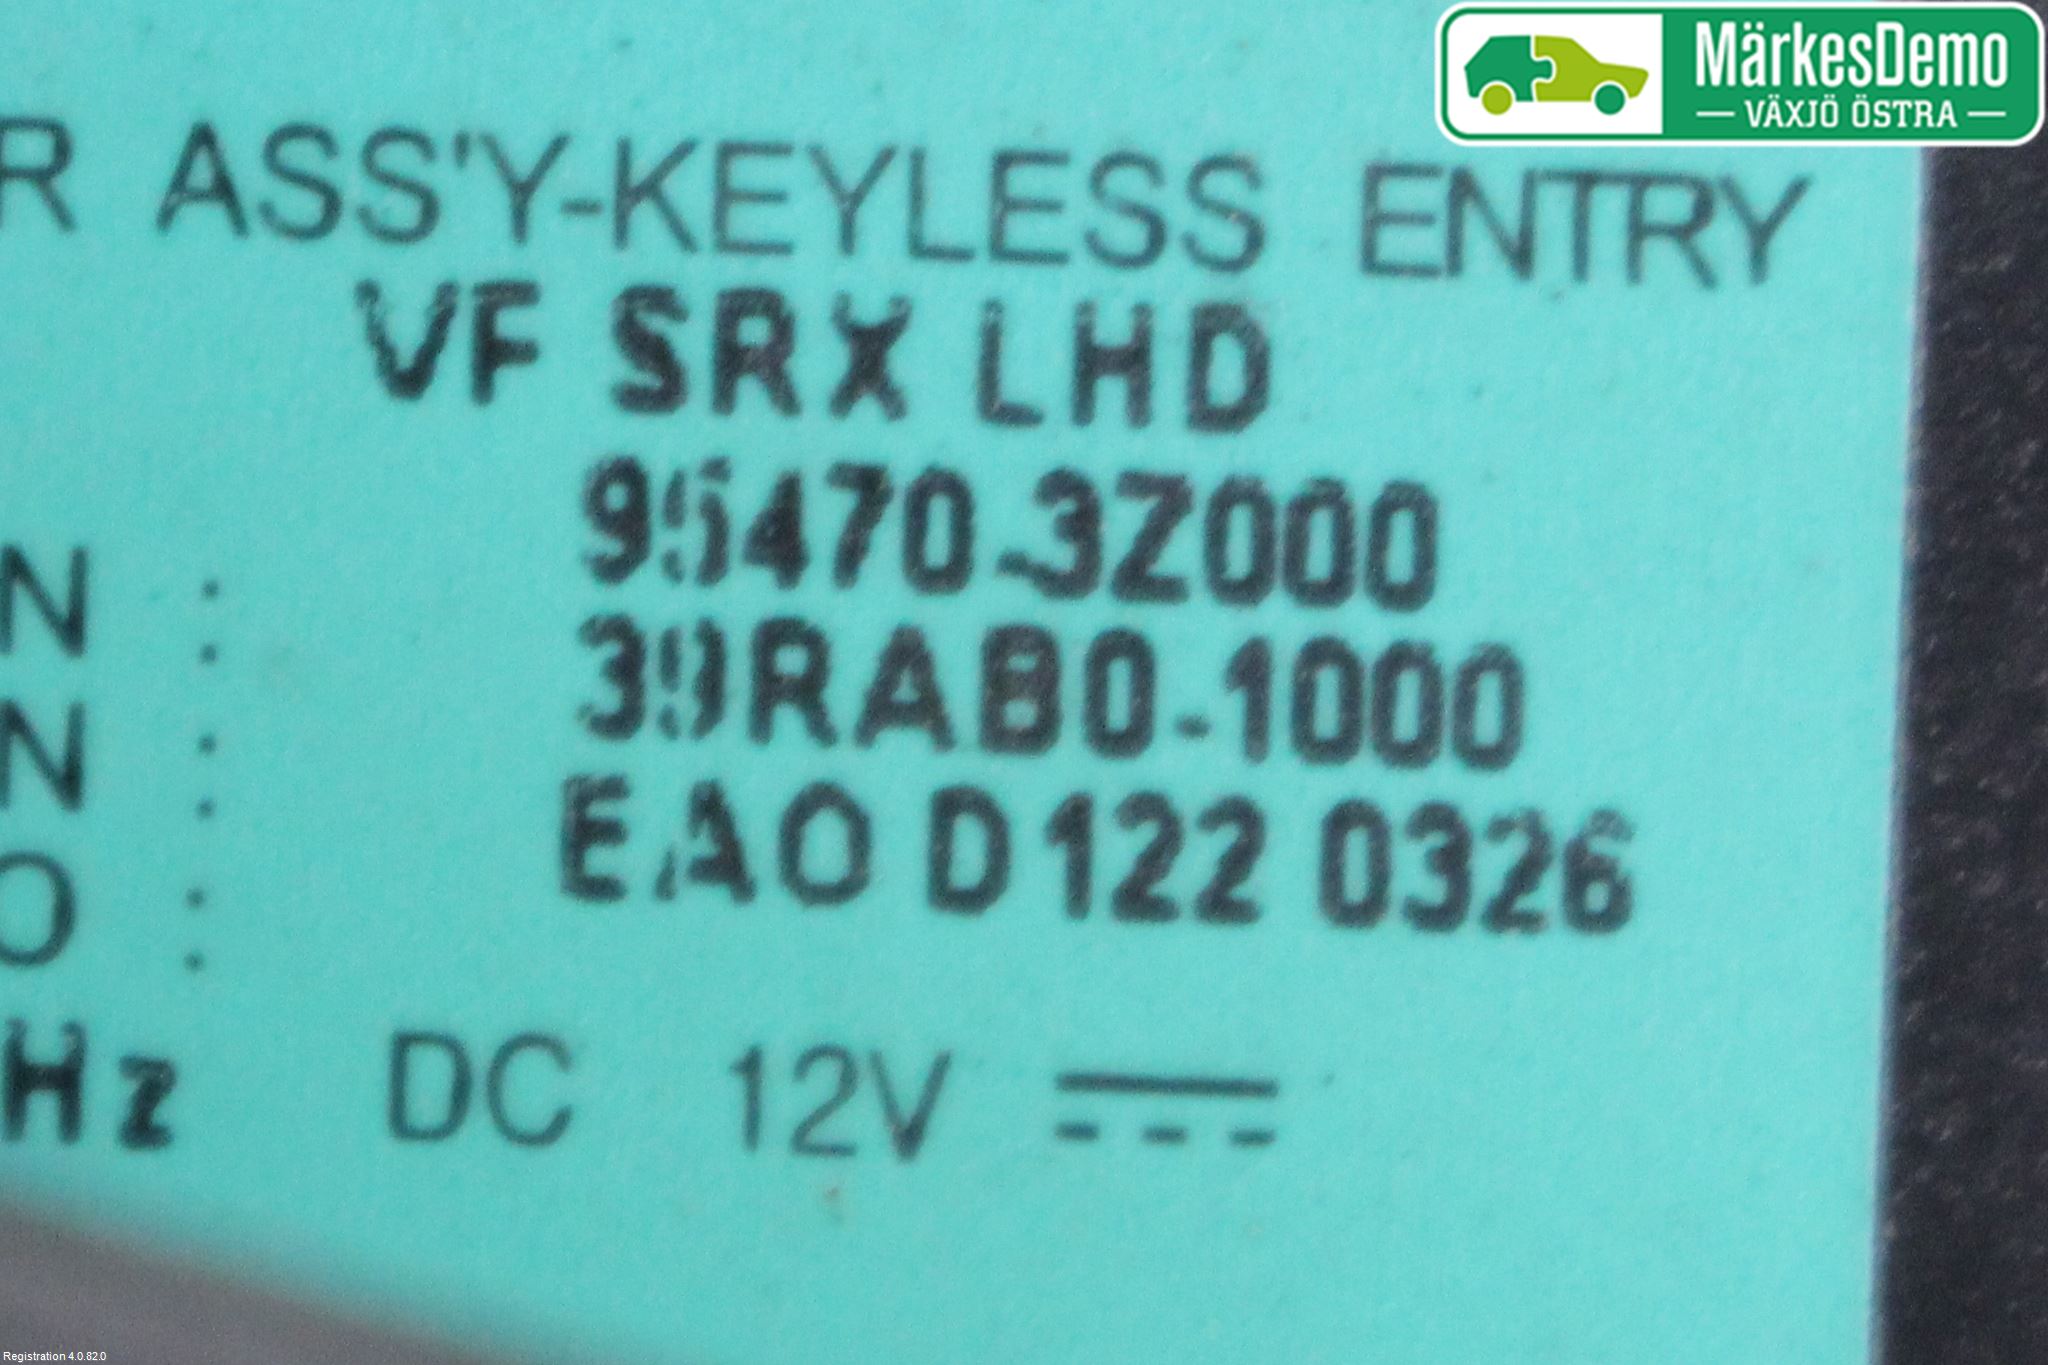 MärkesDemo
VÄXJÖ ÖSTRA
R ASS'Y-KEYLESS ENTRY
VF SRX LHD
N : 95470-3Z000
N : 39RAB0-1000
O : EAO D122 0326
Hz DC 12V
Registration 4.0.82.0